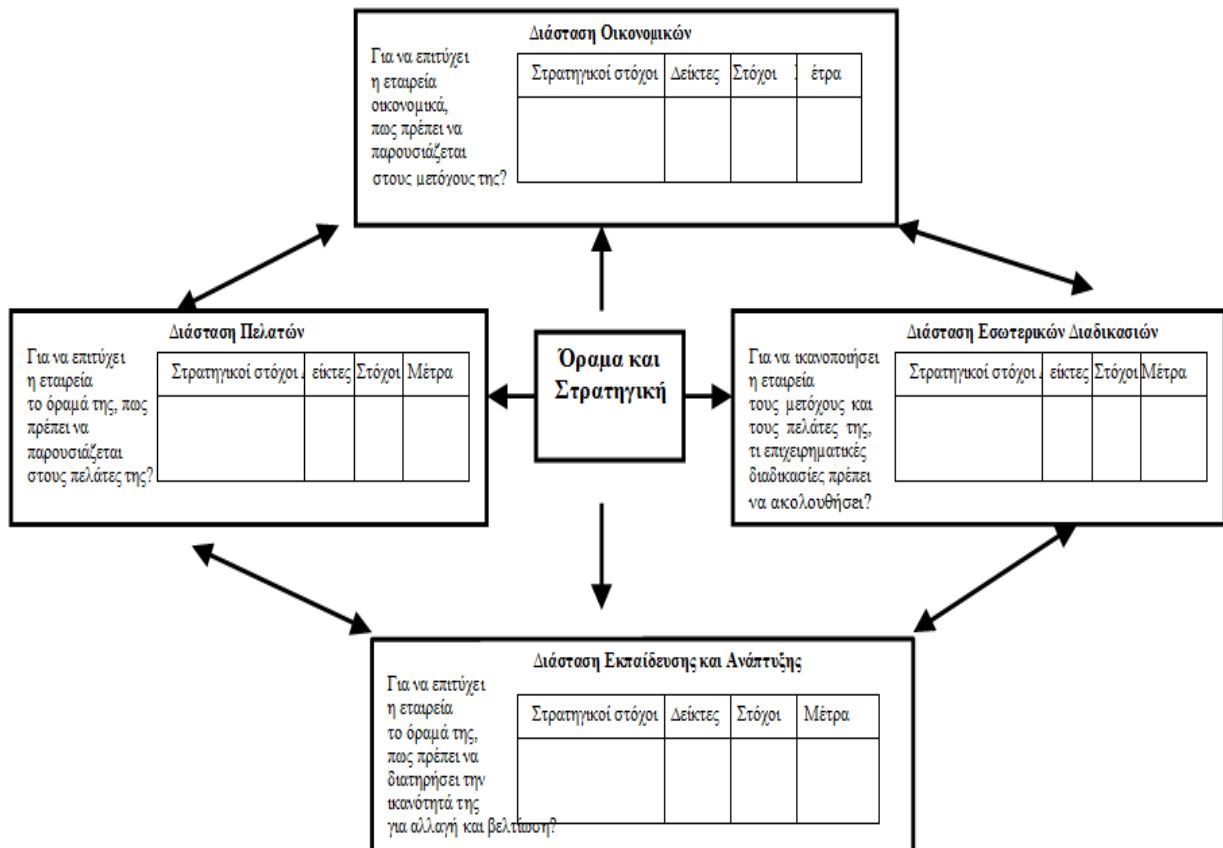 Διάσταση Οικονομικών
Για να επιτύχει
η εταιρεία
οικονομικά,
πως πρέπει να
παρουσιάζεται
στους μετόχους της?
Στρατηγικοί στόχοι Δείκτες Στόχοι έτρα
Διάσταση Πελατών
Για να επιτύχει
η εταιρεία
το όραμά της, πως
πρέπει να
παρουσιάζεται
στους πελάτες της?
Στρατηγικοί στόχοι είκτες Στόχοι Μέτρα
Όραμα και
Στρατηγική
Διάσταση Εσωτερικών Διαδικασιών
Για να ικανοποιήσει
η εταιρεία
τους μετόχους και
τους πελάτες της,
τι επιχειρηματικές
διαδικασίες πρέπει
να ακολουθήσει?
Στρατηγικοί στόχοι είκτες Στόχοι Μέτρα
Διάσταση Εκπαίδευσης και Ανάπτυξης
Για να επιτύχει
η εταιρεία
το όραμά της,
πως πρέπει να
διατηρήσει την
ικανότητά της
για αλλαγή και βελτίωση?
Στρατηγικοί στόχοι Δείκτες Στόχοι Μέτρα